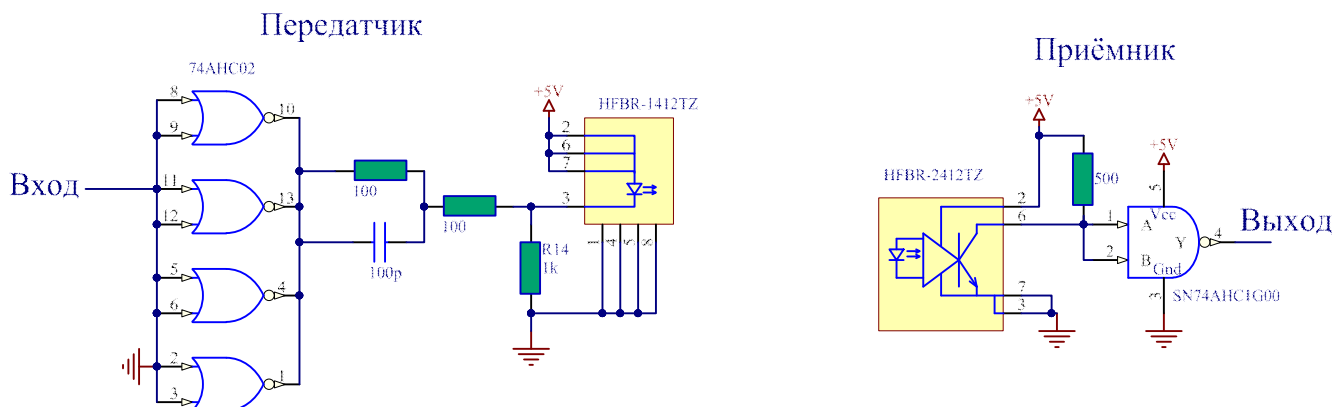 Передатчик
74AHC02
8
9
10
11
12
13
5
6
4
2
3
1
Вход
100
100p
100
R14
1k
+5V
HFBR-1412TZ
2
6
7
3
1
4
5
8
Приёмник
+5V
HFBR-2412TZ
2
6
7
3
500
+5V
5
Vcc
1
A
2
B
Y
4
Gnd
3
SN74AHC1G00
Выход